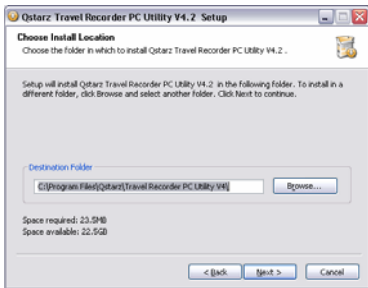 Qstarz Travel Recorder PC Utility V4.2 Setup
Choose Install Location
Choose the folder in which to install Qstarz Travel Recorder PC Utility V4.2 .
Setup will install Qstarz Travel Recorder PC Utility V4.2 in the following folder. To install in a
different folder, click Browse and select another folder. Click Next to continue.
Destination Folder
C:\Program Files\Qstarz\Travel Recorder PC Utility V4\
Browse...
Space required: 23.5MB
Space available: 22.5GB
< Back
Next >
Cancel